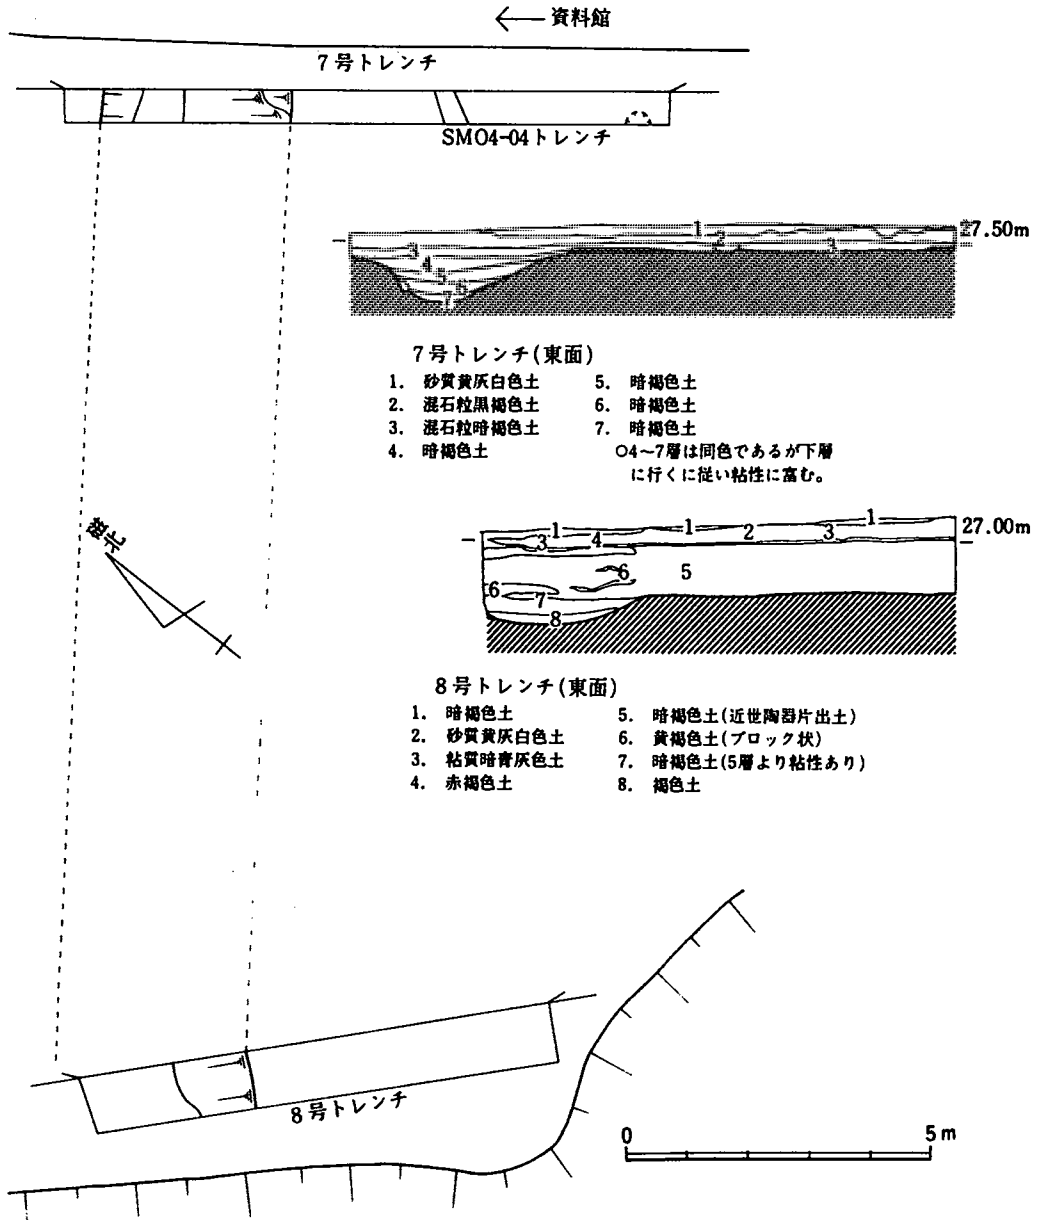 ← 資料館
7号トレンチ
SM04-04トレンチ
1
2
3
27.50m
3
4
5
6
7
7号トレンチ(東面)
1. 砂質黄灰白色土
2. 混石粒黒褐色土
3. 混石粒暗褐色土
4. 暗褐色土
5. 暗褐色土
6. 暗褐色土
7. 暗褐色土
○4〜7層は同色であるが下層
に行くに従い粘性に富む。
磁北
1
1
1
27.00m
3
4
2
3
6
5
6
7
8
8号トレンチ(東面)
1. 暗褐色土
2. 砂質黄灰白色土
3. 粘質暗青灰色土
4. 赤褐色土
5. 暗褐色土(近世陶器片出土)
6. 黄褐色土(ブロック状)
7. 暗褐色土(5層より粘性あり)
8. 褐色土
8号トレンチ
0
5m